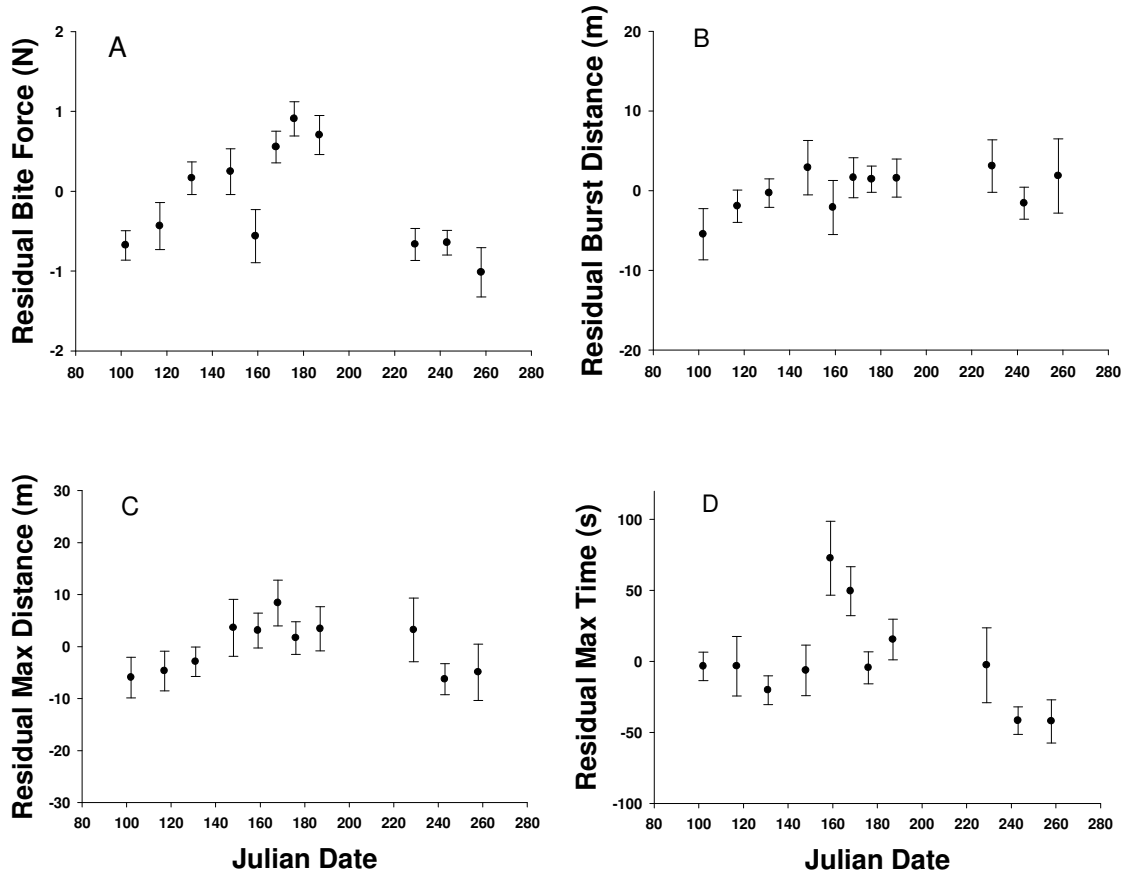 A
Residual Bite Force (N)
2
1
0
-1
-2
80 100 120 140 160 180 200 220 240 260 280
B
Residual Burst Distance (m)
20
10
0
-10
-20
80 100 120 140 160 180 200 220 240 260 280
C
Residual Max Distance (m)
30
20
10
0
-10
-20
-30
80 100 120 140 160 180 200 220 240 260 280
Julian Date
D
Residual Max Time (s)
100
50
0
-50
-100
80 100 120 140 160 180 200 220 240 260 280
Julian Date